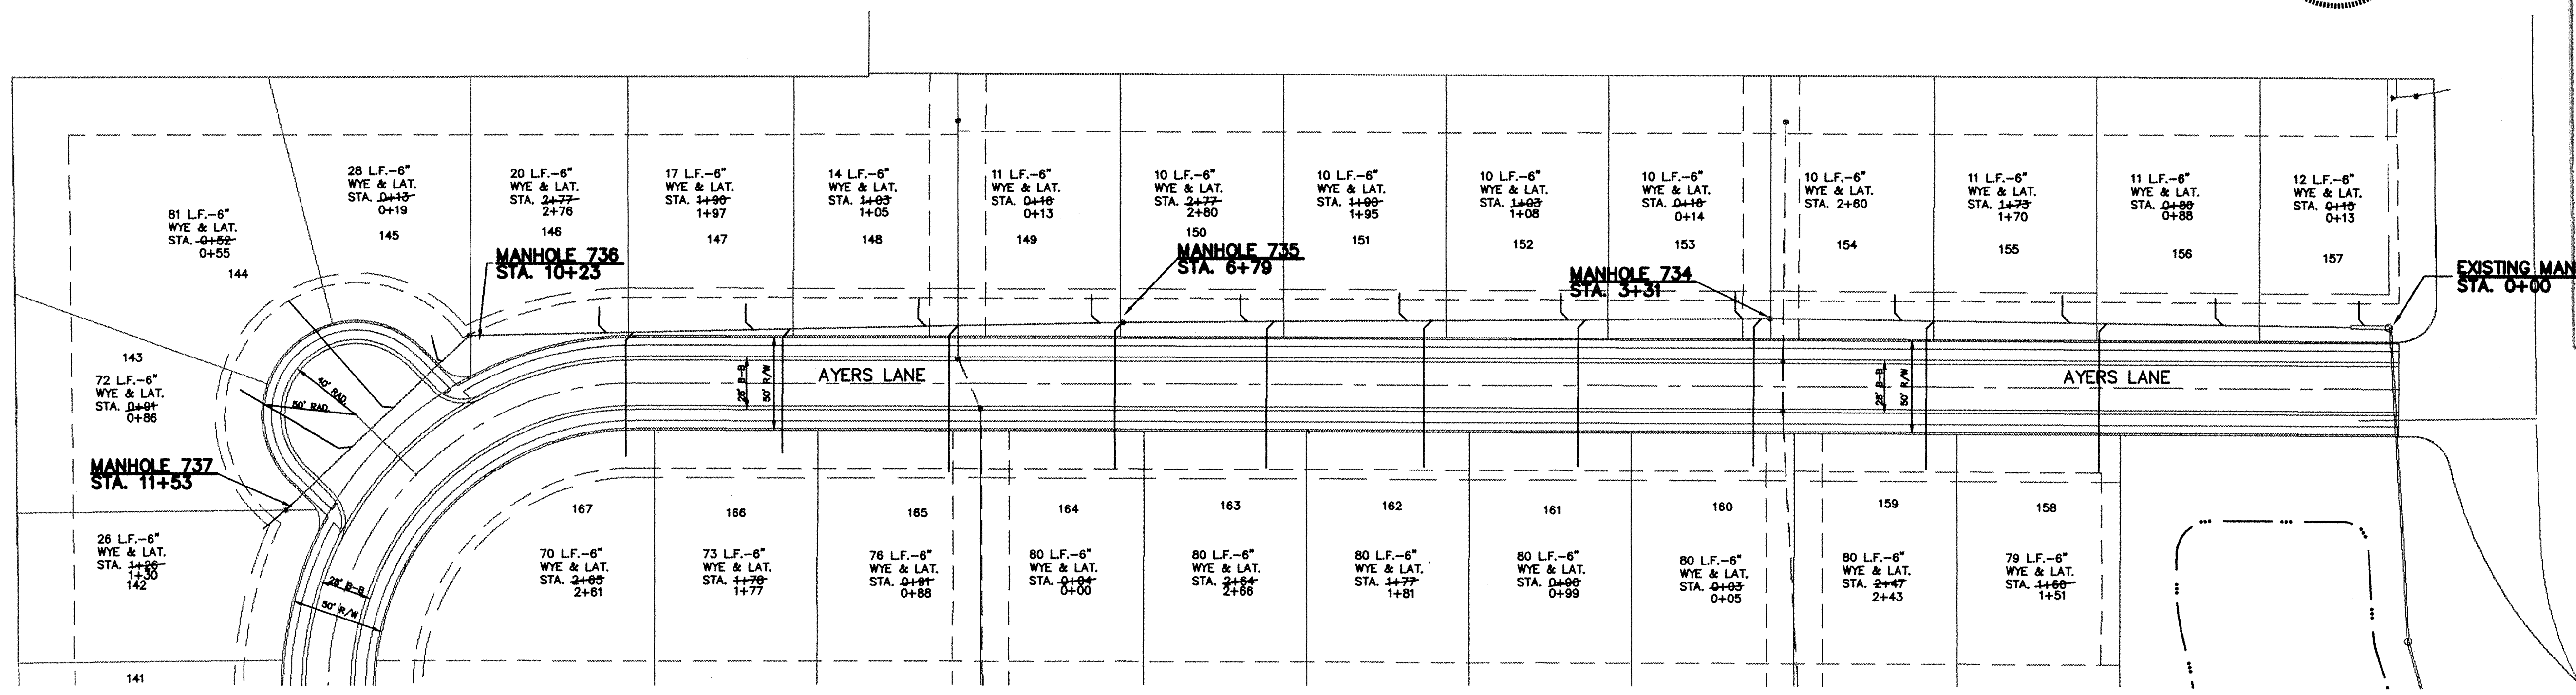 28 L.F.-6"
WYE & LAT.
STA. 0+13
0+19
145
20 L.F.-6"
WYE & LAT.
STA. 2+77
2+76
146
17 L.F.-6"
WYE & LAT.
STA. 1+90
1+97
147
14 L.F.-6"
WYE & LAT.
STA. 1+03
1+05
148
11 L.F.-6"
WYE & LAT.
STA. 0+16
0+13
149
10 L.F.-6"
WYE & LAT.
STA. 2+77
2+80
150
10 L.F.-6"
WYE & LAT.
STA. 1+90
1+95
151
10 L.F.-6"
WYE & LAT.
STA. 1+03
1+08
152
10 L.F.-6"
WYE & LAT.
STA. 0+16
0+14
153
10 L.F.-6"
WYE & LAT.
STA. 2+60
154
11 L.F.-6"
WYE & LAT.
STA. 1+73
1+70
155
11 L.F.-6"
WYE & LAT.
STA. 0+86
0+88
156
12 L.F.-6"
WYE & LAT.
STA. 0+15
0+13
157
81 L.F.-6"
WYE & LAT.
STA. 0+52
0+55
144
MANHOLE 736
STA. 10+23
MANHOLE 735
STA. 6+79
MANHOLE 734
STA. 3+31
EXISTING MAN
STA. 0+00
143
72 L.F.-6"
WYE & LAT.
STA. 0+91
0+86
40' RAD.
50' RAD.
28' B-B
50' R/W
AYERS LANE
28' B-B
50' R/W
AYERS LANE
MANHOLE 737
STA. 11+53
26 L.F.-6"
WYE & LAT.
STA. 1+26
1+30
142
28' B-B
50' R/W
141
167
70 L.F.-6"
WYE & LAT.
STA. 2+65
2+61
166
73 L.F.-6"
WYE & LAT.
STA. 1+78
1+77
165
76 L.F.-6"
WYE & LAT.
STA. 0+91
0+88
164
80 L.F.-6"
WYE & LAT.
STA. 0+04
0+00
163
80 L.F.-6"
WYE & LAT.
STA. 2+64
2+66
162
80 L.F.-6"
WYE & LAT.
STA. 1+77
1+81
161
80 L.F.-6"
WYE & LAT.
STA. 0+90
0+99
160
80 L.F.-6"
WYE & LAT.
STA. 0+03
0+05
159
80 L.F.-6"
WYE & LAT.
STA. 2+47
2+43
158
79 L.F.-6"
WYE & LAT.
STA. 1+60
1+51